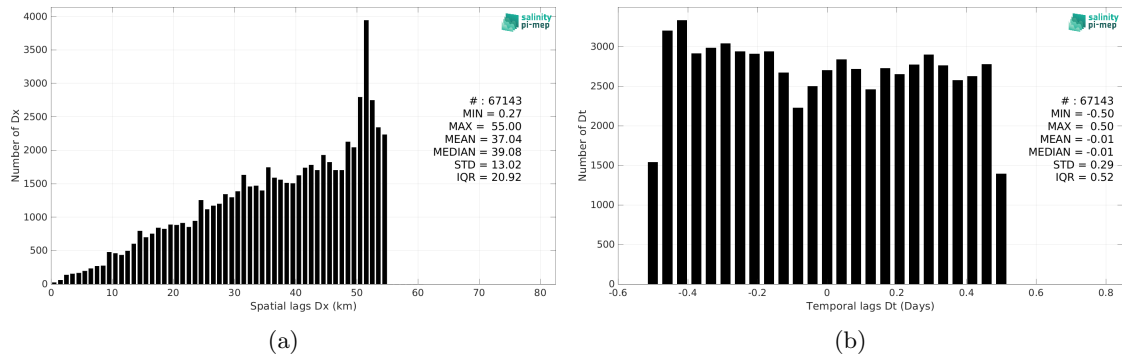 salinity
pi-mep
4000
3500
3000
2500
2000
1500
1000
500
0
Number of Dx
# : 67143
MIN = 0.27
MAX = 55.00
MEAN = 37.04
MEDIAN = 39.08
STD = 13.02
IQR = 20.92
0 10 20 30 40 50 60 70 80
Spatial lags Dx (km)
(a)
salinity
pi-mep
3000
2500
2000
1500
1000
500
0
Number of Dt
# : 67143
MIN = -0.50
MAX = 0.50
MEAN = -0.01
MEDIAN = -0.01
STD = 0.29
IQR = 0.52
-0.6 -0.4 -0.2 0 0.2 0.4 0.6 0.8
Temporal lags Dt (Days)
(b)